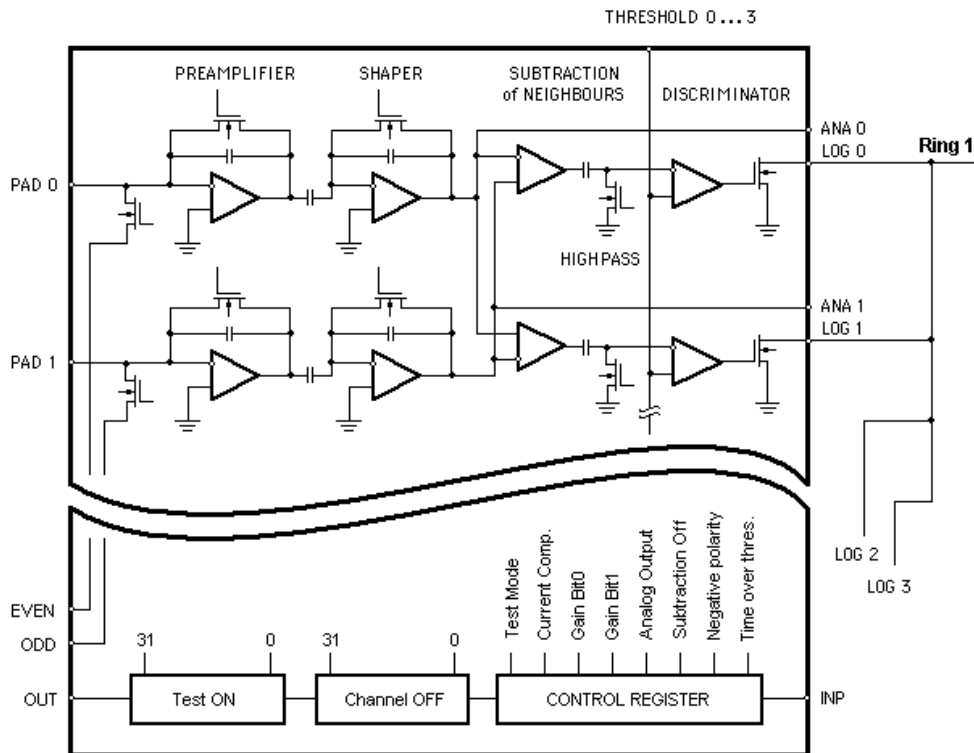 THRESHOLD 0...3
PREAMPLIFIER
SHAPER
SUBTRACTION
of NEIGHBOURS
DISCRIMINATOR
ANA 0
LOG 0
Ring 1
PAD 0
HIGHPASS
ANA 1
LOG 1
PAD 1
LOG 2
LOG 3
EVEN
ODD
31
0
31
0
Test Mode
Current Comp.
Gain Bit0
Gain Bit1
Analog Output
Subtraction Off
Negative polarity
Time over thres.
OUT
Test ON
Channel OFF
CONTROL REGISTER
INP